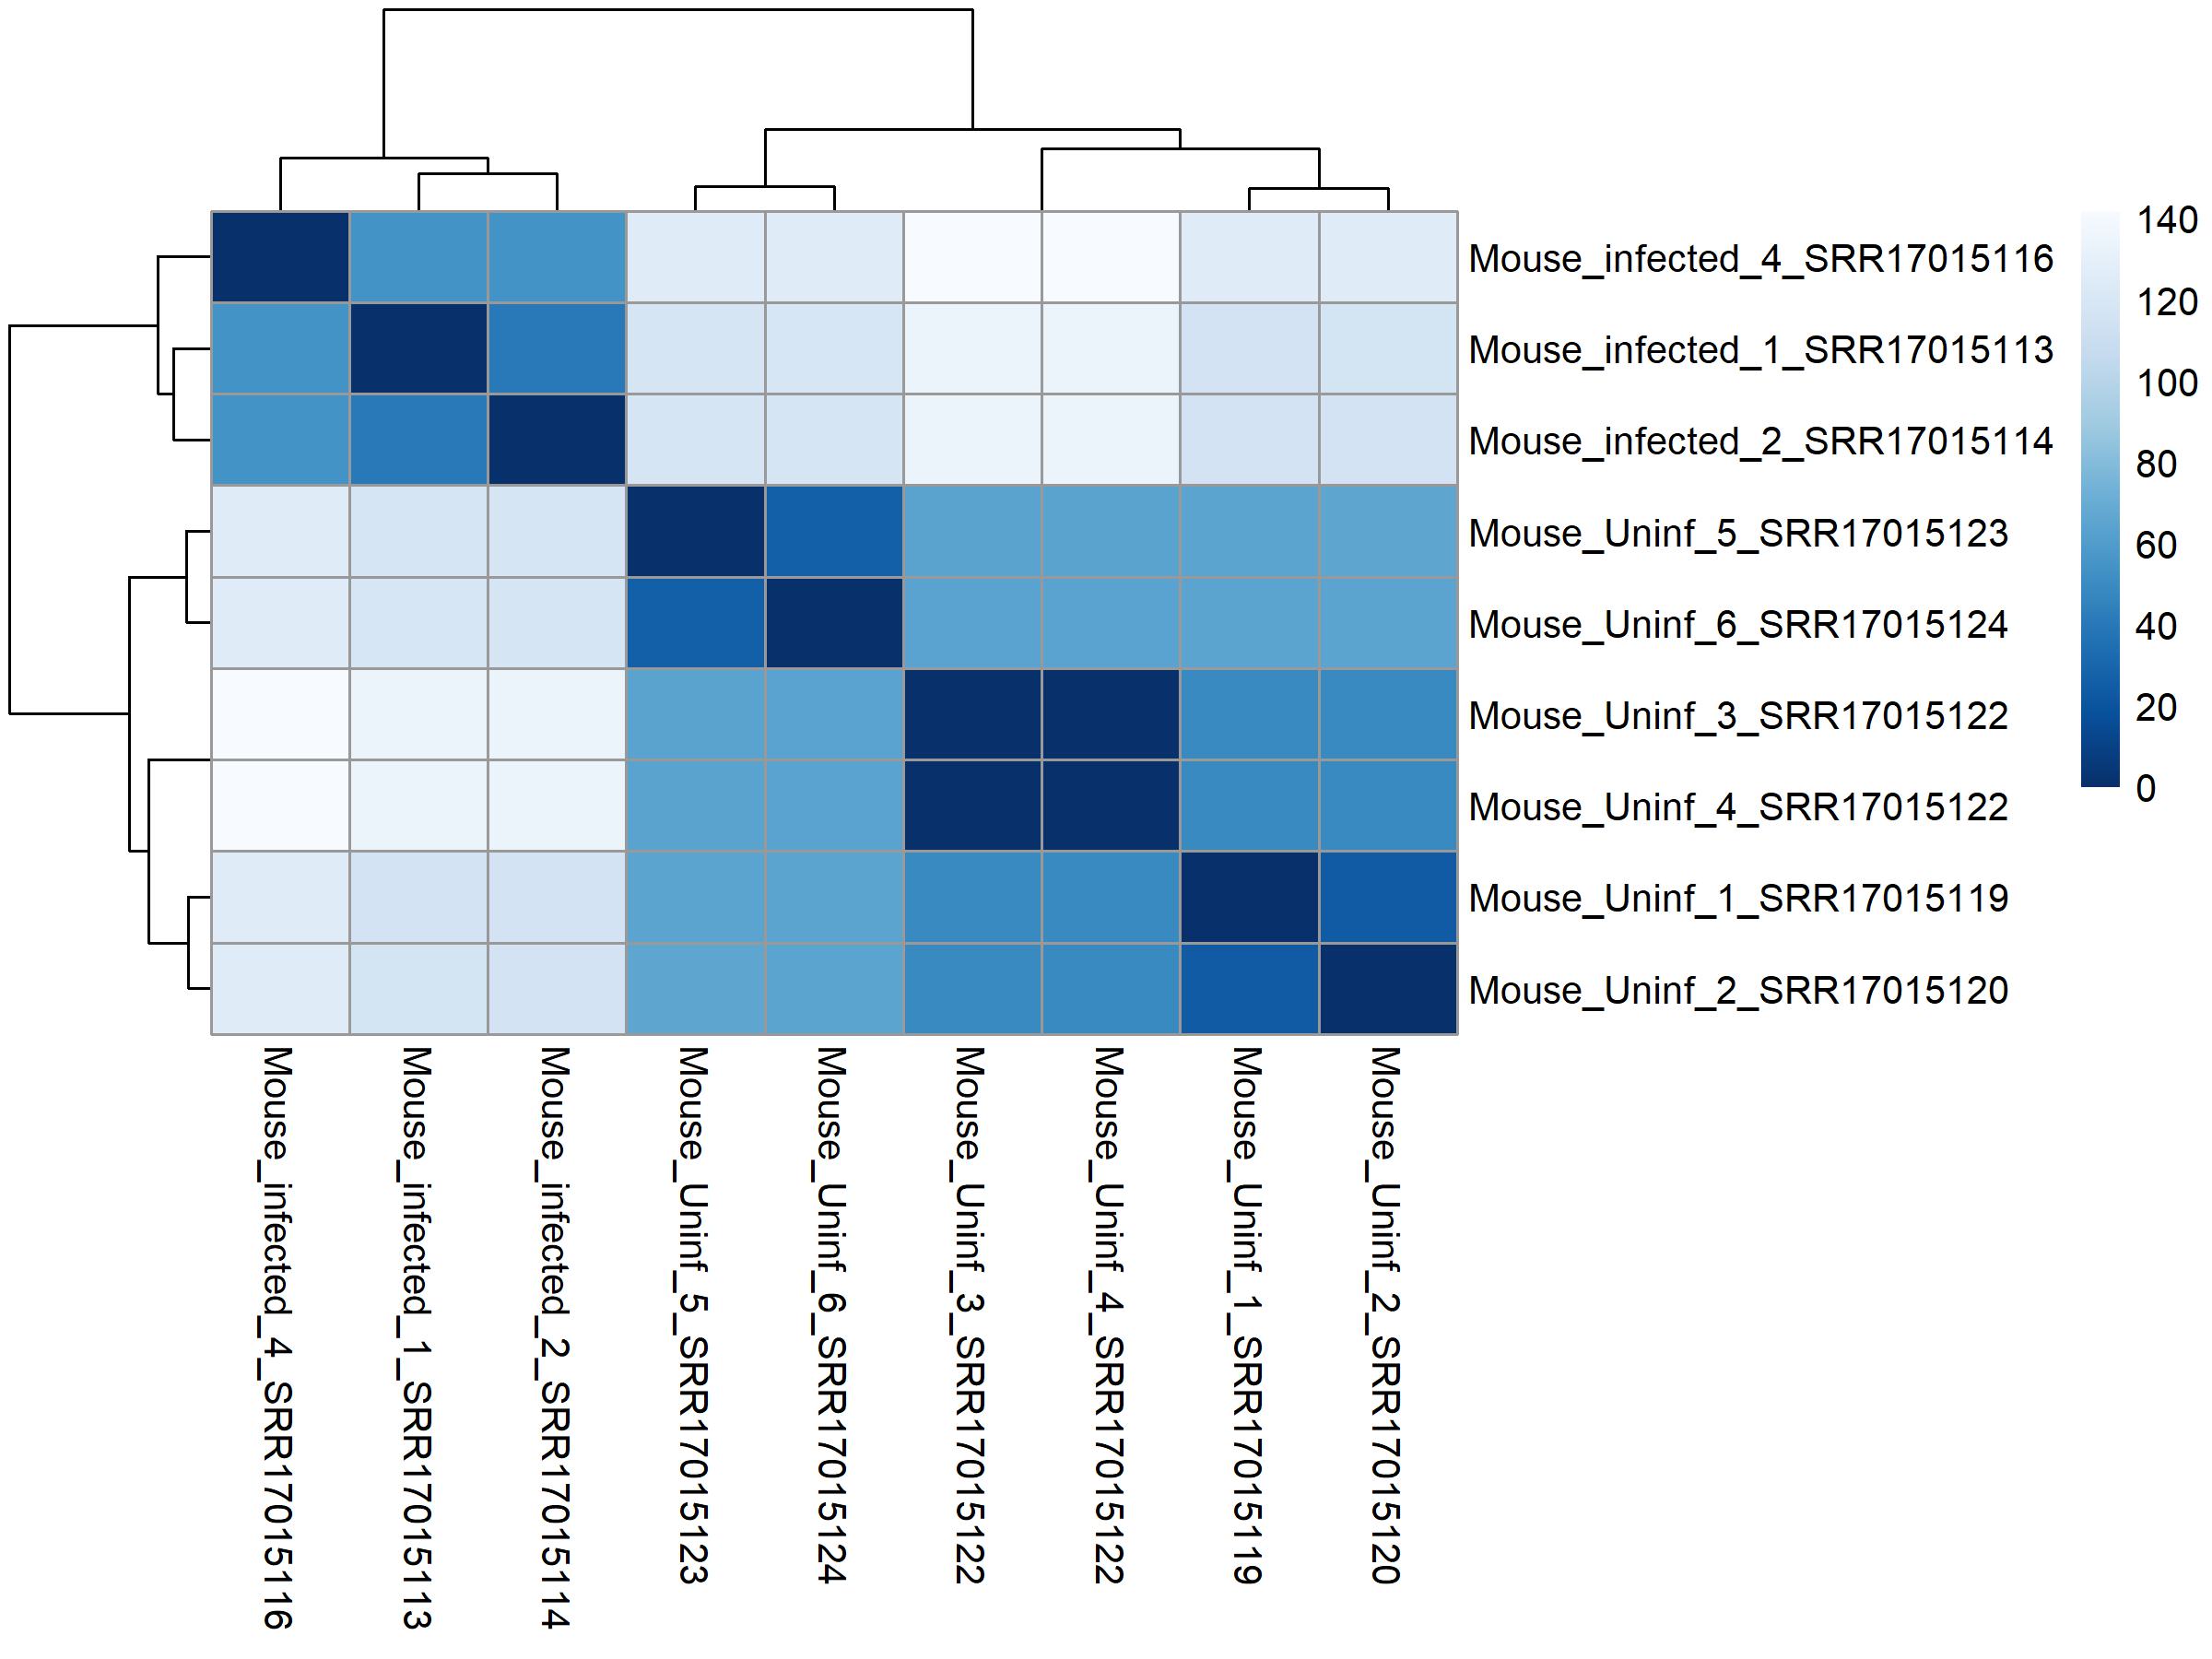 Mouse_infected_4_SRR17015116
Mouse_infected_1_SRR17015113
Mouse_infected_2_SRR17015114
Mouse_Uninf_5_SRR17015123
Mouse_Uninf_6_SRR17015124
Mouse_Uninf_3_SRR17015122
Mouse_Uninf_4_SRR17015122
Mouse_Uninf_1_SRR17015119
Mouse_Uninf_2_SRR17015120
140
120
100
80
60
40
20
0
Mouse_infected_4_SRR17015116
Mouse_infected_1_SRR17015113
Mouse_infected_2_SRR17015114
Mouse_Uninf_5_SRR17015123
Mouse_Uninf_6_SRR17015124
Mouse_Uninf_3_SRR17015122
Mouse_Uninf_4_SRR17015122
Mouse_Uninf_1_SRR17015119
Mouse_Uninf_2_SRR17015120